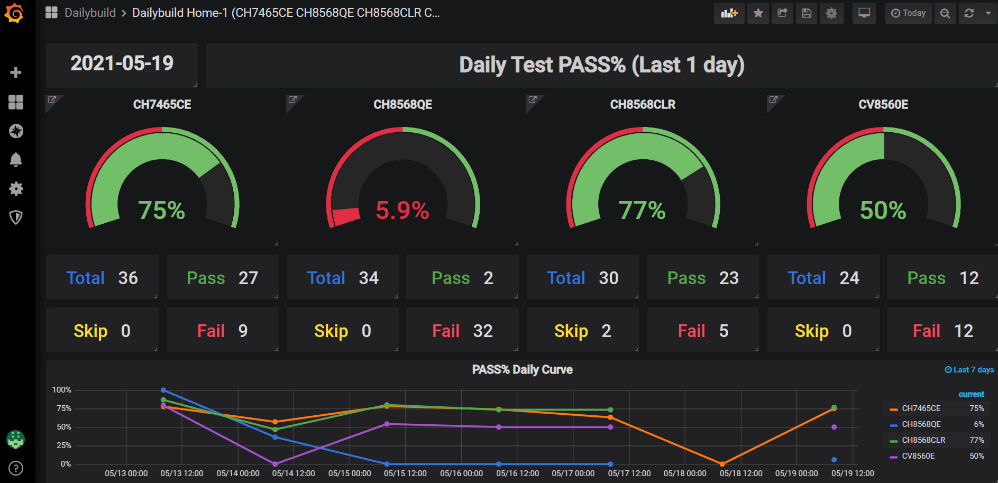 Dailybuild > Dailybuild Home-1 (CH7465CE CH8568QE CH8568CLR C...
Today
2021-05-19
Daily Test PASS% (Last 1 day)
CH7465CE
CH8568QE
CH8568CLR
CV8560E
75%
5.9%
77%
50%
Total 36 Pass 27 Total 34 Pass 2 Total 30 Pass 23 Total 24 Pass 12
Skip 0 Fail 9 Skip 0 Fail 32 Skip 2 Fail 5 Skip 0 Fail 12
PASS% Daily Curve
Last 7 days
100%
75%
50%
25%
0%
05/13 00:00 05/13 12:00 05/14 00:00 05/14 12:00 05/15 00:00 05/15 12:00 05/16 00:00 05/16 12:00 05/17 00:00 05/17 12:00 05/18 00:00 05/18 12:00 05/19 00:00 05/19 12:00
current
CH7465CE 75%
CH8568QE 6%
CH8568CLR 77%
CV8560E 50%